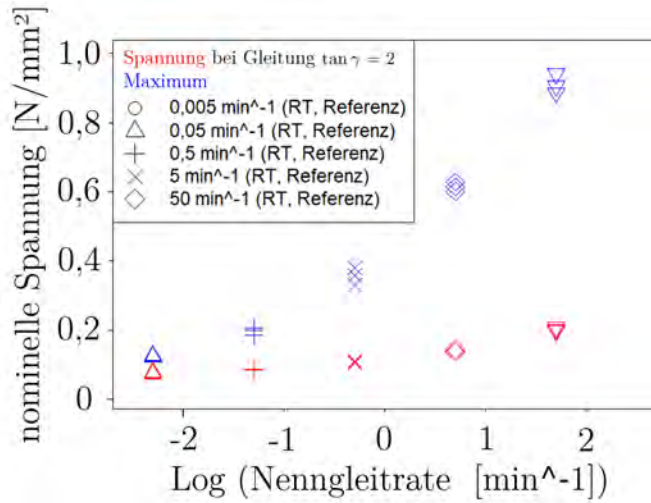 nominelle Spannung [N/mm²]
1,0
0,8
0,6
0,4
0,2
0
Spannung bei Gleitung tan γ = 2
Maximum
0,005 min^-1 (RT, Referenz)
0,05 min^-1 (RT, Referenz)
0,5 min^-1 (RT, Referenz)
5 min^-1 (RT, Referenz)
50 min^-1 (RT, Referenz)
-2 -1 0 1 2
Log (Nenngleitrate [min^-1])